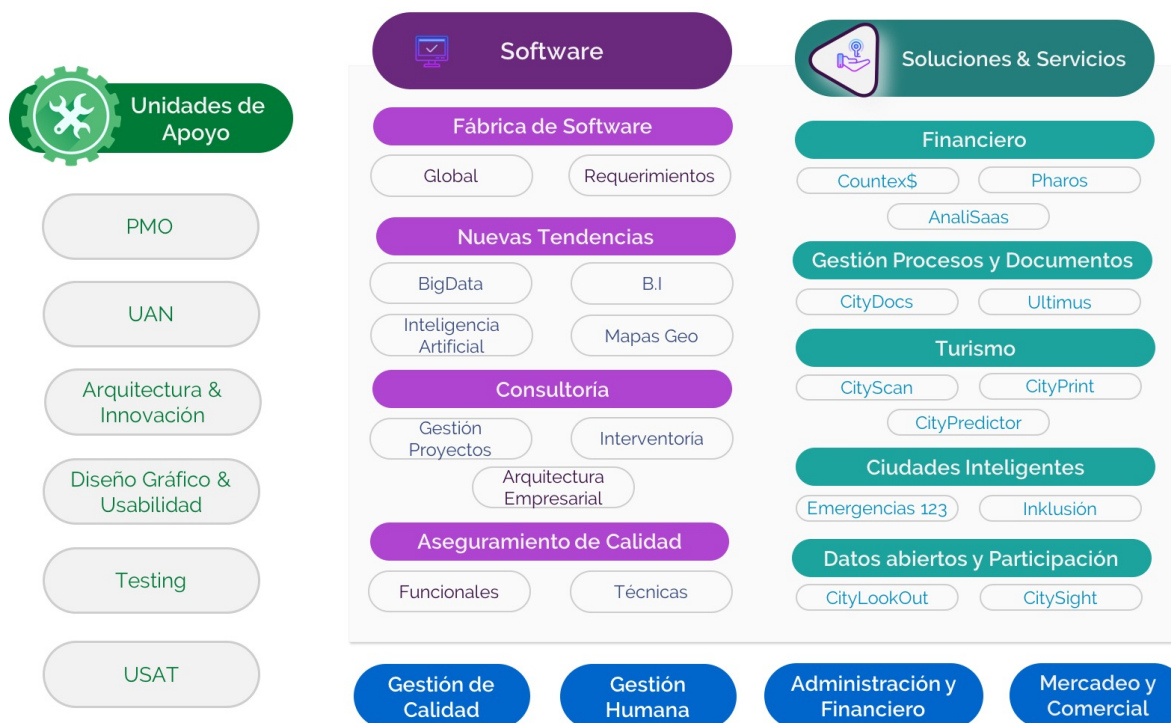 Unidades de
Apoyo
PMO
UAN
Arquitectura &
Innovación
Diseño Gráfico &
Usabilidad
Testing
USAT
Software
Fábrica de Software
Global
Requerimientos
Nuevas Tendencias
BigData
B.I
Inteligencia
Artificial
Mapas Geo
Consultoría
Gestión
Proyectos
Interventoría
Arquitectura
Empresarial
Aseguramiento de Calidad
Funcionales
Técnicas
Soluciones & Servicios
Financiero
Countex$
Pharos
AnaliSaas
Gestión Procesos y Documentos
CityDocs
Ultimus
Turismo
CityScan
CityPrint
CityPredictor
Ciudades Inteligentes
Emergencias 123
Inklusión
Datos abiertos y Participación
CityLookOut
CitySight
Gestión de
Calidad
Gestión
Humana
Administración y
Financiero
Mercadeo y
Comercial